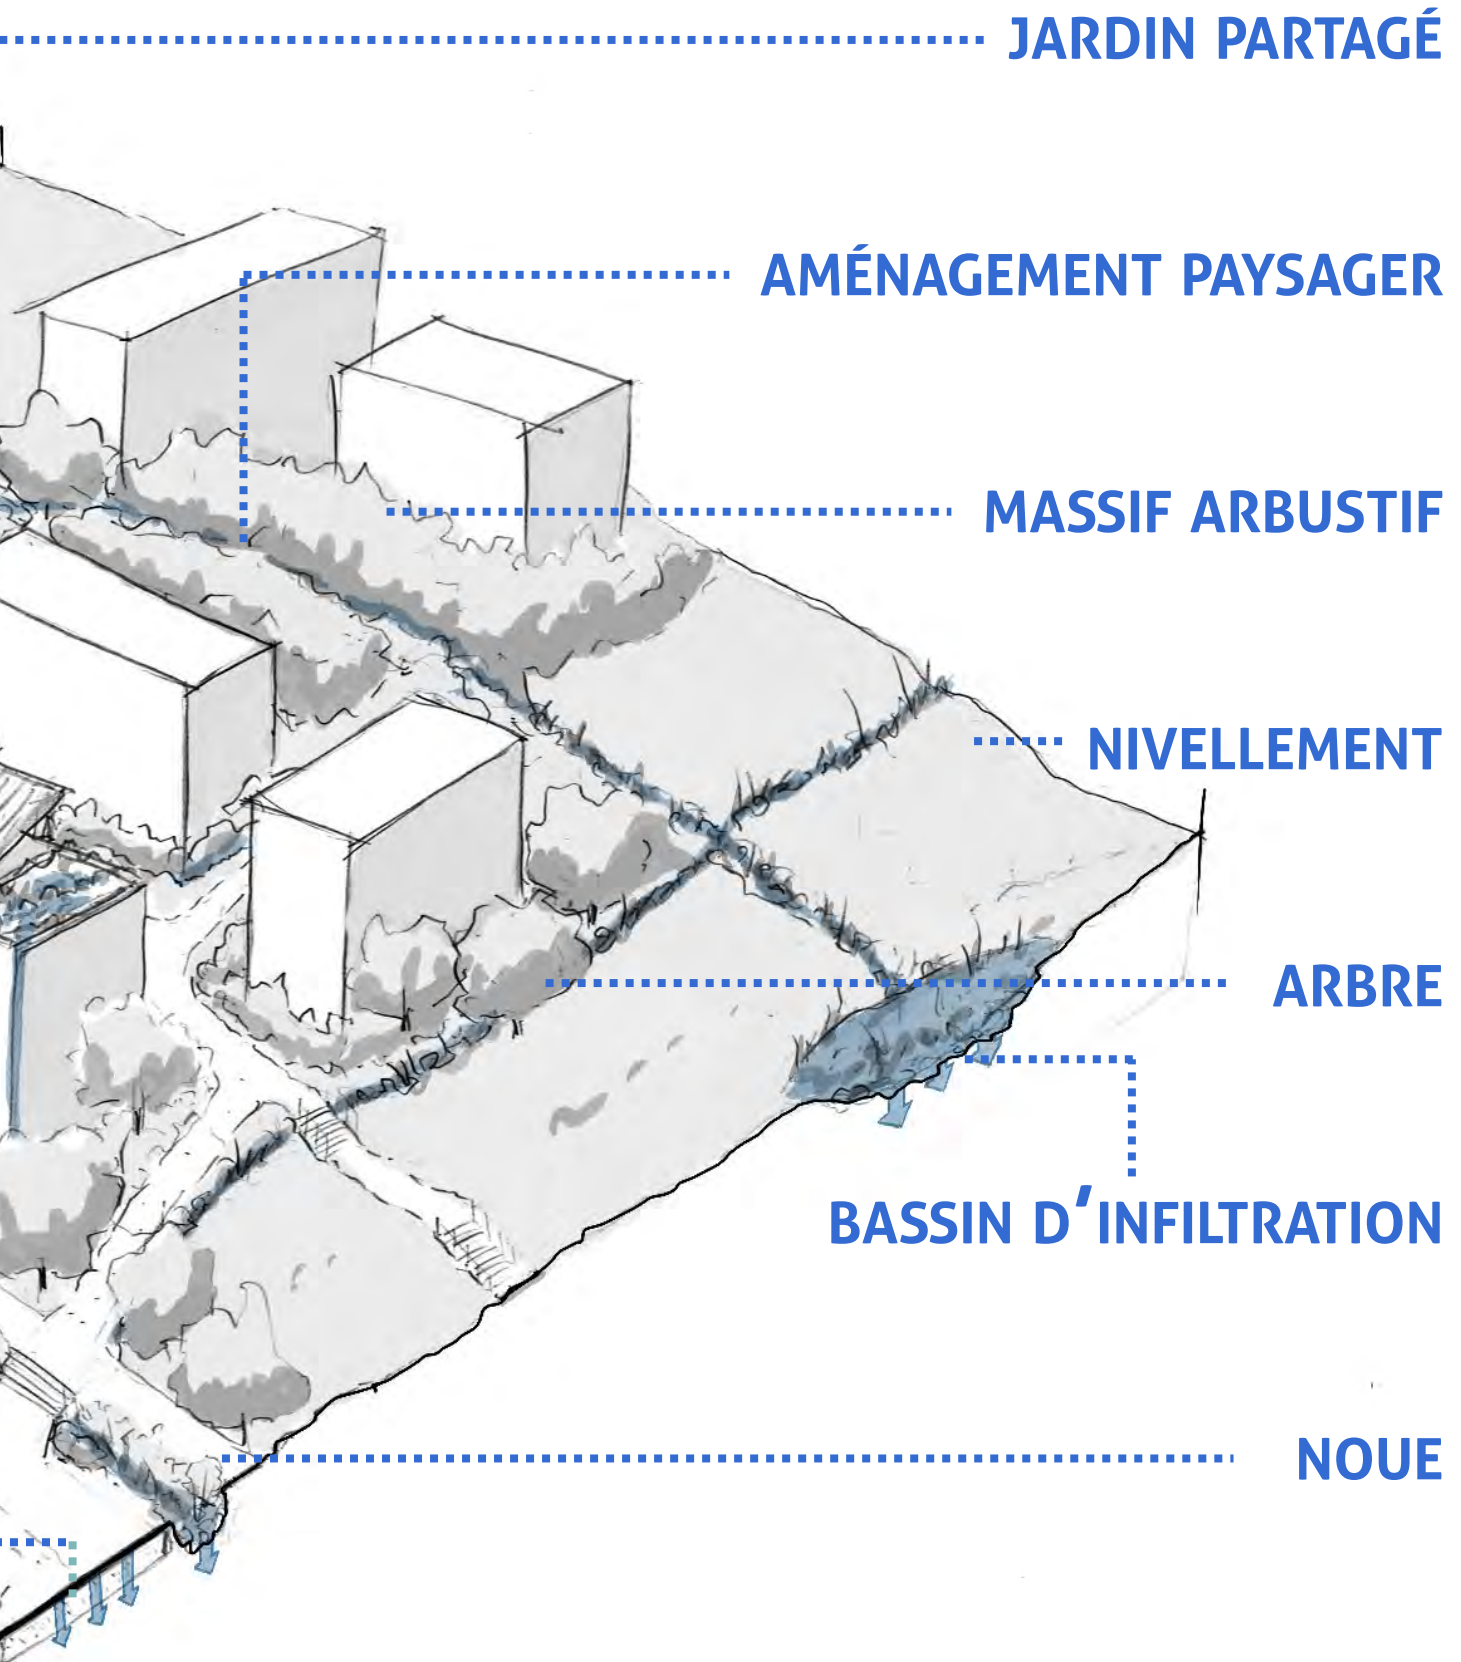 JARDIN PARTAGÉ
AMÉNAGEMENT PAYSAGER
MASSIF ARBUSTIF
NIVELLEMENT
ARBRE
BASSIN D'INFILTRATION
NOUE